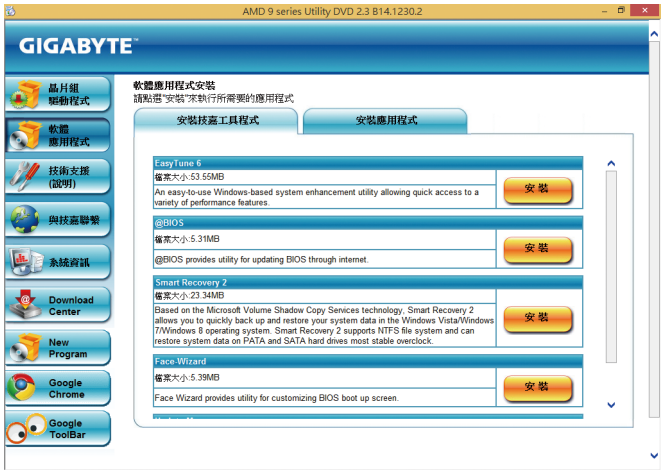 AMD 9 series Utility DVD 2.3 B14.1230.2
GIGABYTE™
晶片組
驅動程式
軟體
應用程式
技術支援
(說明)
與技嘉聯繫
系統資訊
Download
Center
New
Program
Google
Chrome
Google
ToolBar
軟體應用程式安裝
請點選"安裝"來執行所需要的應用程式
安裝技嘉工具程式
安裝應用程式
EasyTune 6
檔案大小:53.55MB
An easy-to-use Windows-based system enhancement utility allowing quick access to a
variety of performance features.
安裝
@BIOS
檔案大小:5.31MB
@BIOS provides utility for updating BIOS through internet.
安裝
Smart Recovery 2
檔案大小:23.34MB
Based on the Microsoft Volume Shadow Copy Services technology, Smart Recovery 2
allows you to quickly back up and restore your system data in the Windows Vista/Windows
7/Windows 8 operating system. Smart Recovery 2 supports NTFS file system and can
restore system data on PATA and SATA hard drives most stable overclock.
安裝
Face-Wizard
檔案大小:5.39MB
Face Wizard provides utility for customizing BIOS boot up screen.
安裝